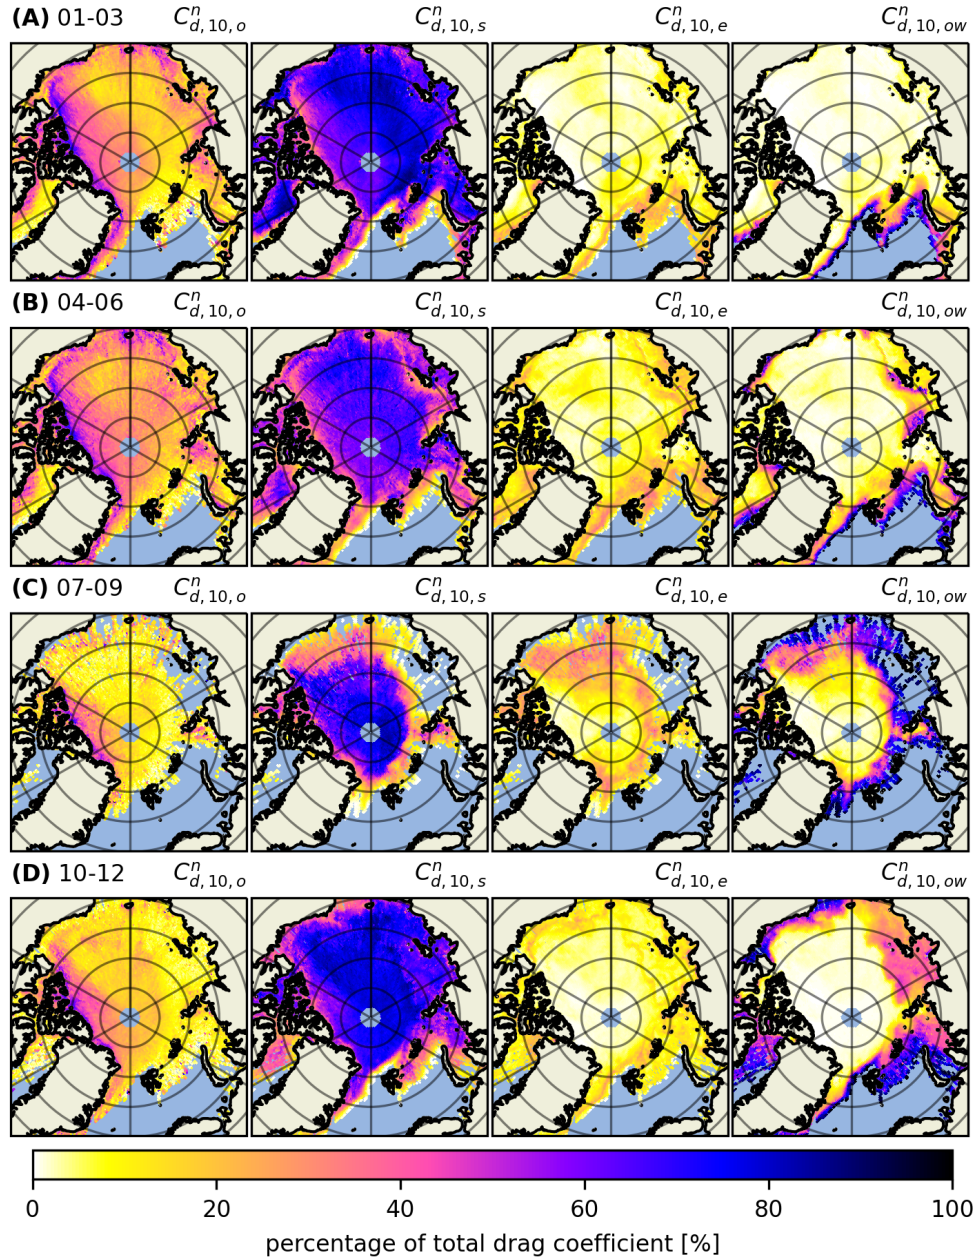 (A) 01-03 C^n_{d,10,o} C^n_{d,10,s} C^n_{d,10,e} C^n_{d,10,ow}
(B) 04-06 C^n_{d,10,o} C^n_{d,10,s} C^n_{d,10,e} C^n_{d,10,ow}
(C) 07-09 C^n_{d,10,o} C^n_{d,10,s} C^n_{d,10,e} C^n_{d,10,ow}
(D) 10-12 C^n_{d,10,o} C^n_{d,10,s} C^n_{d,10,e} C^n_{d,10,ow}
0 20 40 60 80 100
percentage of total drag coefficient [%]